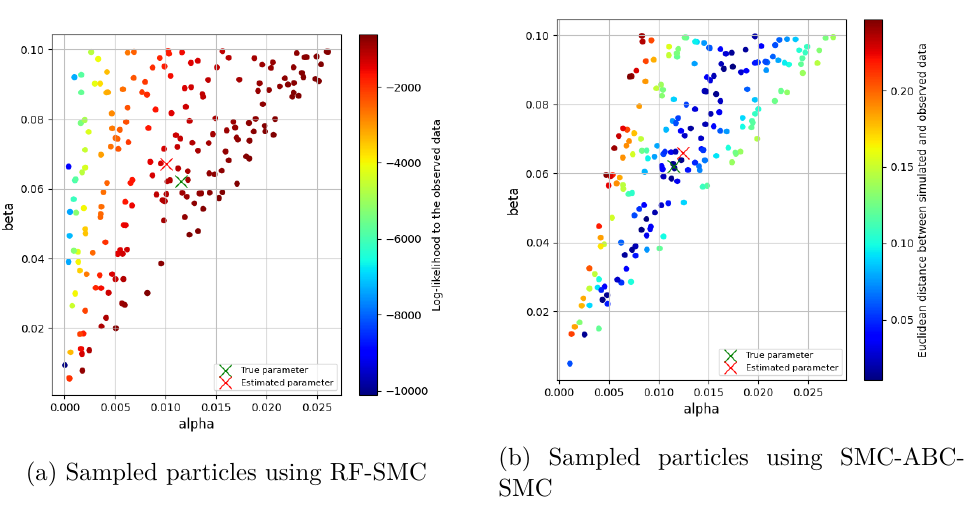 0.10
0.08
0.06
0.04
0.02
beta
0.000
0.005
0.010
0.015
0.020
0.025
alpha
True parameter
Estimated parameter
−2000
−4000
−6000
−8000
−10000
Log-likelihood to the observed data
(a) Sampled particles using RF-SMC
0.10
0.08
0.06
0.04
0.02
beta
0.000
0.005
0.010
0.015
0.020
0.025
alpha
True parameter
Estimated parameter
0.20
0.15
0.10
0.05
Euclidean distance between simulated and observed data
(b) Sampled particles using SMC-ABC-
SMC